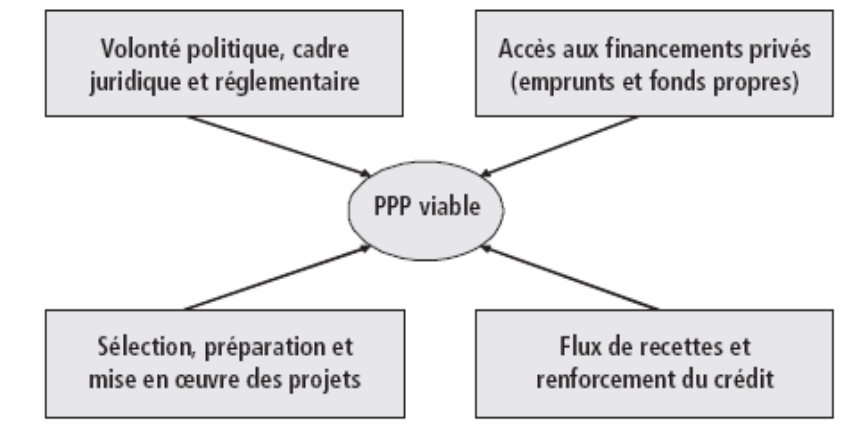 Volonté politique, cadre
juridique et réglementaire
Accès aux financements privés
(emprunts et fonds propres)
PPP viable
Sélection, préparation et
mise en œuvre des projets
Flux de recettes et
renforcement du crédit